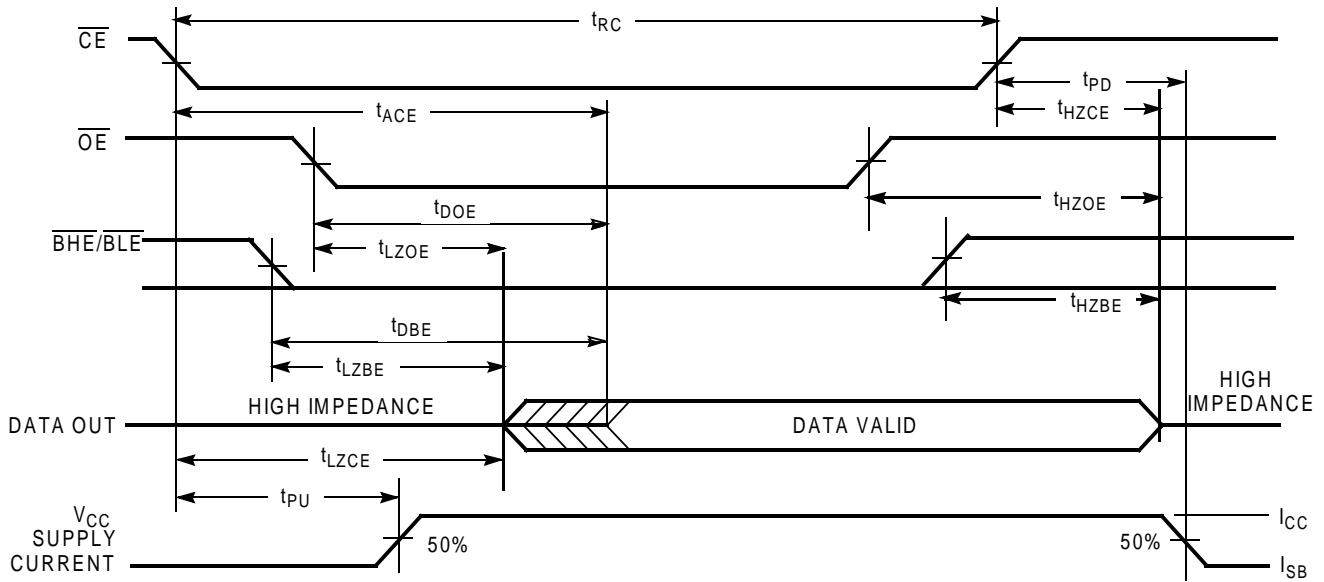 tRC
CE
tPD
tACE
tHZCE
OE
tDOE
tHZOE
BHE/BLE
tLZOE
tHZBE
tDBE
tLZBE
HIGH IMPEDANCE
HIGH
IMPEDANCE
DATA OUT
DATA VALID
tLZCE
tPU
VCC
SUPPLY
CURRENT
50%
50%
ICC
ISB